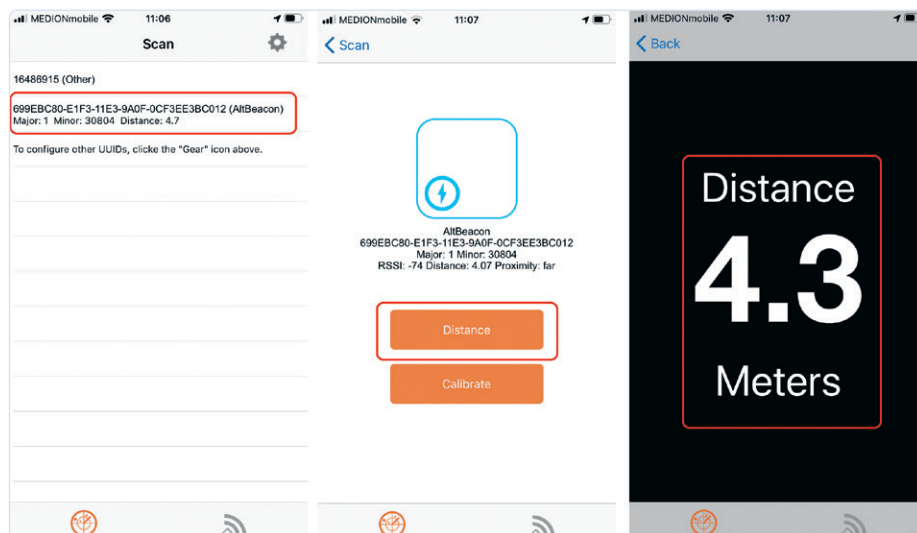 MEDIONmobile 11:06
Scan
16486915 (Other)
699EBC80-E1F3-11E3-9A0F-0CF3EE3BC012 (AltBeacon)
Major: 1 Minor: 30804 Distance: 4.7
To configure other UUIDs, clicke the "Gear" icon above.
MEDIONmobile 11:07
Scan
AltBeacon
699EBC80-E1F3-11E3-9A0F-0CF3EE3BC012
Major: 1 Minor: 30804
RSSI: -74 Distance: 4.07 Proximity: far
Distance
Calibrate
MEDIONmobile 11:07
Back
Distance
4.3
Meters